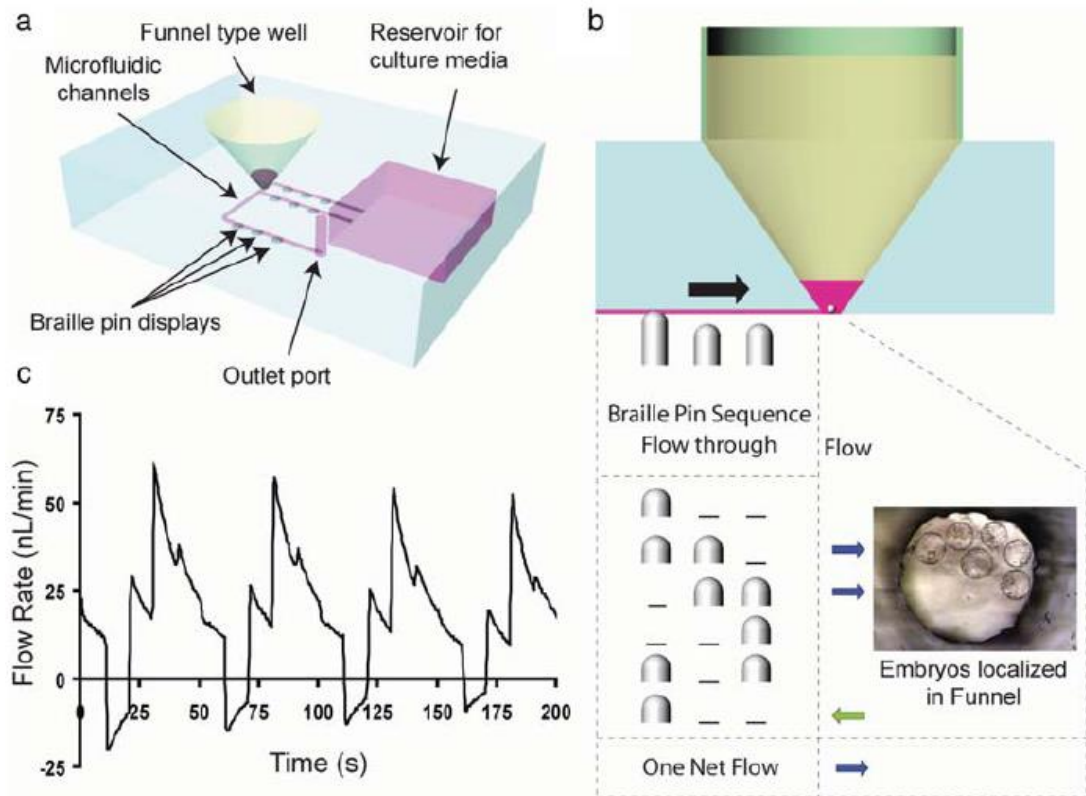 a
Funnel type well
Microfluidic
channels
Reservoir for
culture media
Braille pin displays
Outlet port
b
Braille Pin Sequence
Flow through
Flow
Embryos localized
in Funnel
One Net Flow
c
Flow Rate (nL/min)
75
50
25
0
-25
0 25 50 75 100 125 150 175 200
Time (s)